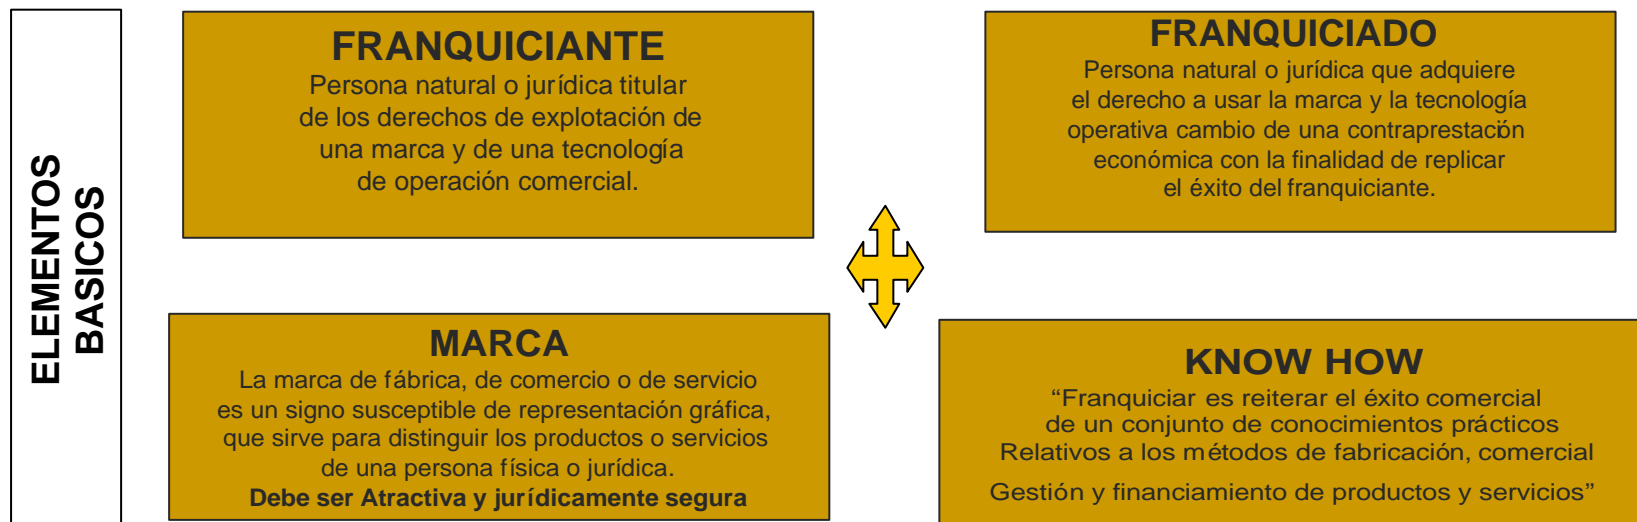 ELEMENTOS
BASICOS
FRANQUICIANTE
Persona natural o jurídica titular
de los derechos de explotación de
una marca y de una tecnología
de operación comercial.
FRANQUICIADO
Persona natural o jurídica que adquiere
el derecho a usar la marca y la tecnología
operativa cambio de una contraprestación
económica con la finalidad de replicar
el éxito del franquiciante.
MARCA
La marca de fábrica, de comercio o de servicio
es un signo susceptible de representación gráfica,
que sirve para distinguir los productos o servicios
de una persona física o jurídica.
Debe ser Atractiva y jurídicamente segura
KNOW HOW
“Franquiciar es reiterar el éxito comercial
de un conjunto de conocimientos prácticos
Relativos a los métodos de fabricación, comercial
Gestión y financiamiento de productos y servicios”